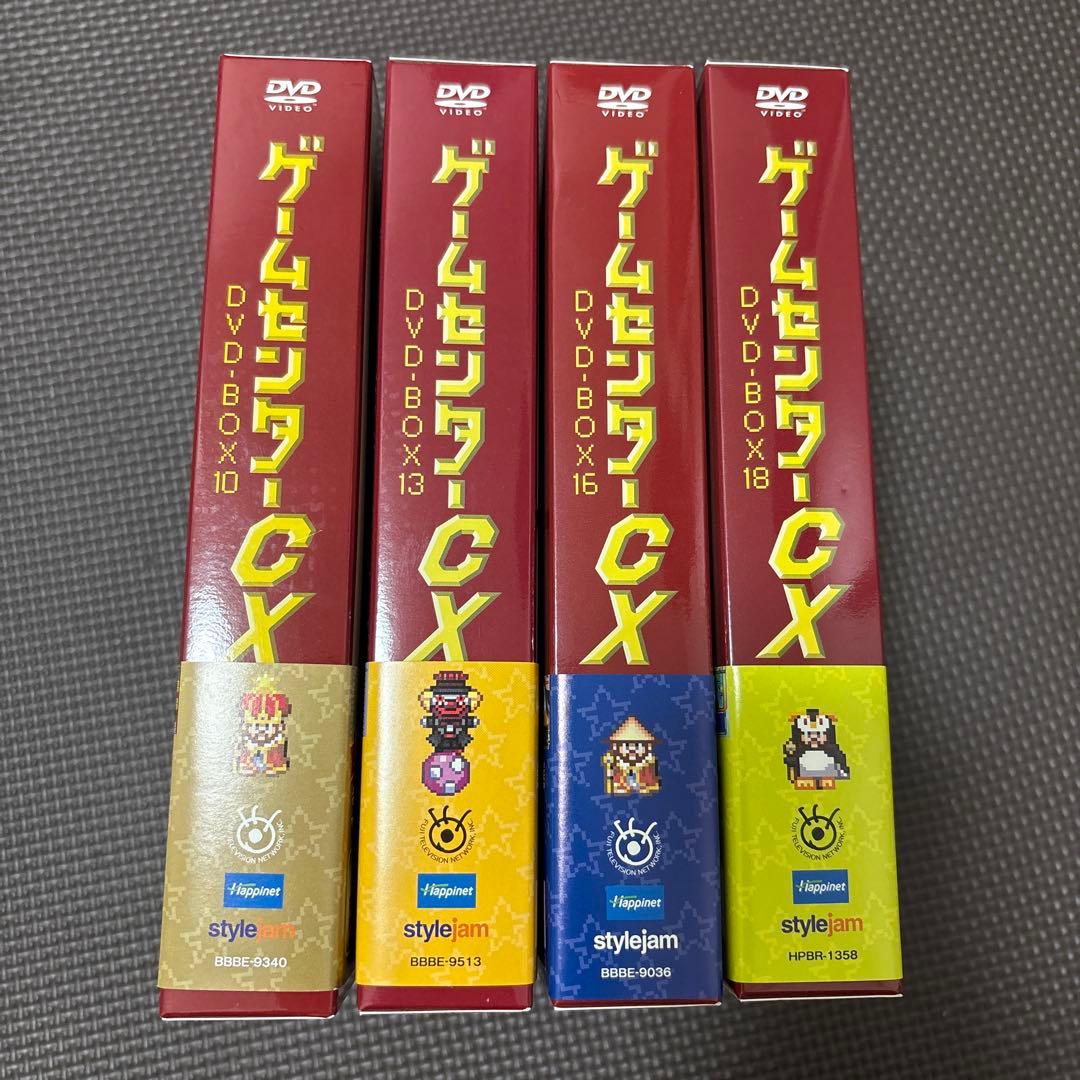 DVD
VIDEO
ゲームセンターCX
DVD-BOX10
FUJI TELEVISION NETWORK, INC.
Happinet
stylejam
BBBE-9340
DVD
VIDEO
ゲームセンターCX
DVD-BOX13
FUJI TELEVISION NETWORK, INC.
Happinet
stylejam
BBBE-9513
DVD
VIDEO
ゲームセンターCX
DVD-BOX16
FUJI TELEVISION NETWORK, INC.
Happinet
stylejam
BBBE-9036
DVD
VIDEO
ゲームセンターCX
DVD-BOX18
FUJI TELEVISION NETWORK, INC.
Happinet
stylejam
HPBR-1358